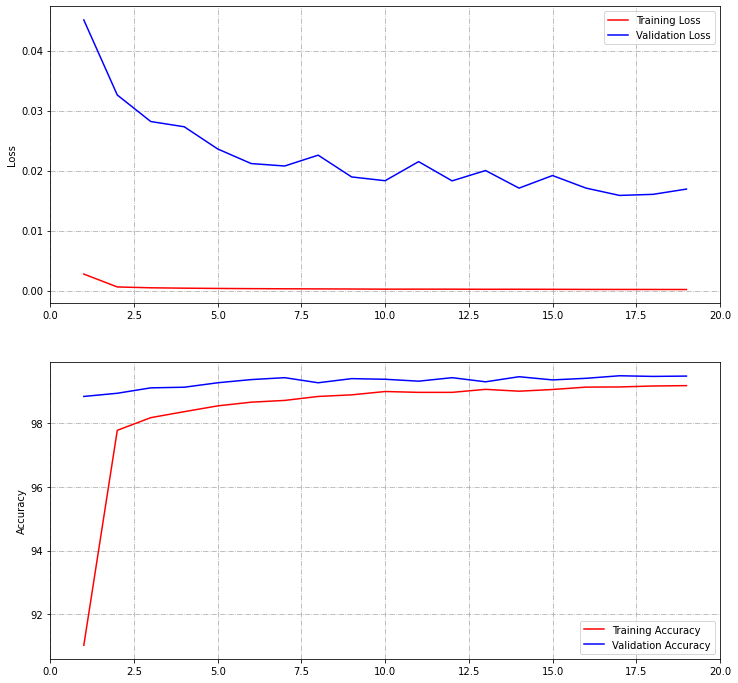 Training Loss
Validation Loss
0.04
0.03
0.02
0.01
0.00
Loss
0.0 2.5 5.0 7.5 10.0 12.5 15.0 17.5 20.0
98
96
94
92
Accuracy
Training Accuracy
Validation Accuracy
0.0 2.5 5.0 7.5 10.0 12.5 15.0 17.5 20.0